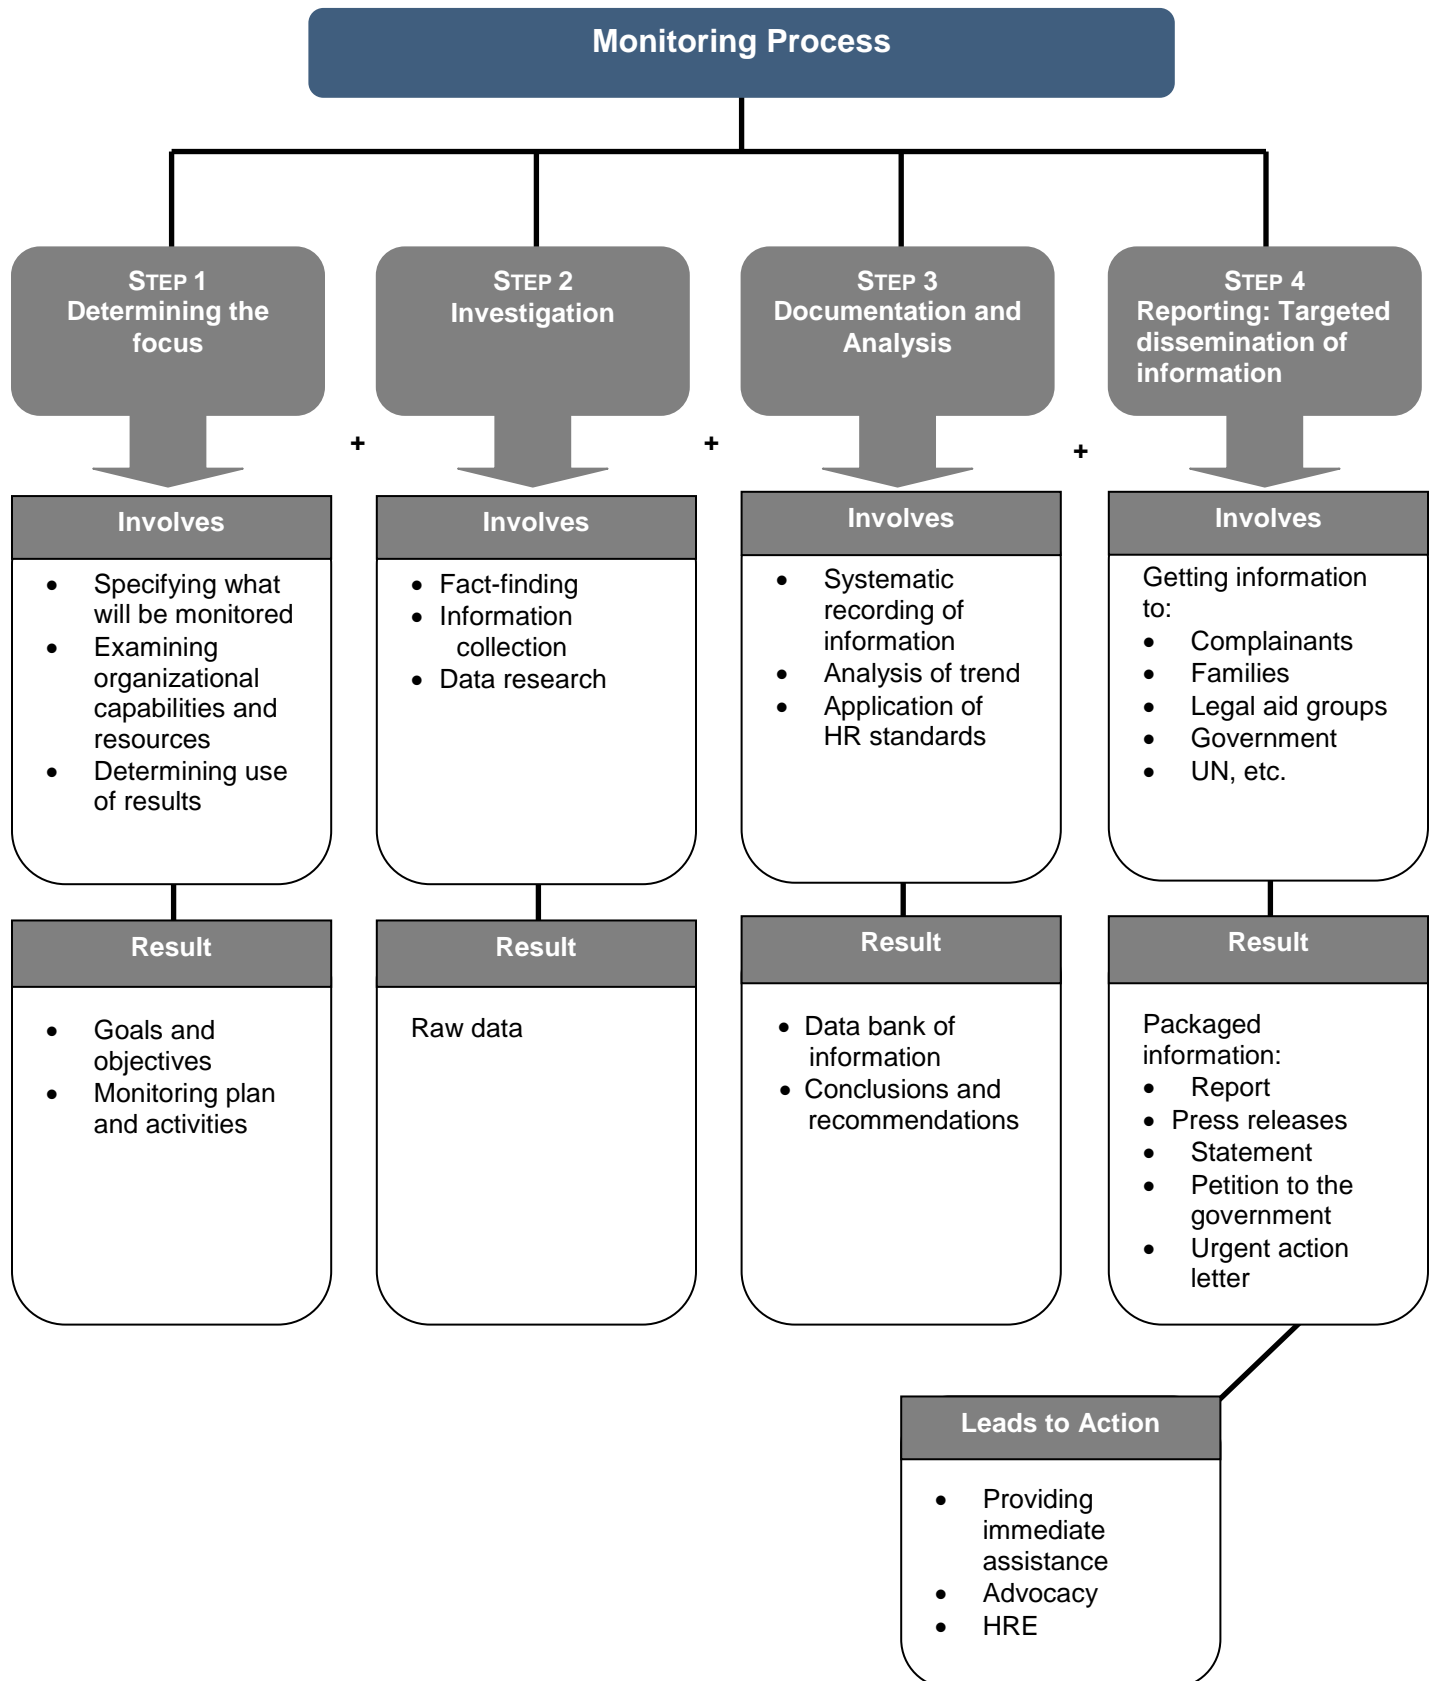 Monitoring Process
STEP 1
Determining the
focus
STEP 2
Investigation
STEP 3
Documentation and
Analysis
STEP 4
Reporting: Targeted
dissemination of
information
+
+
+
Involves
• Specifying what
will be monitored
• Examining
organizational
capabilities and
resources
• Determining use
of results
Involves
• Fact-finding
• Information
collection
• Data research
Involves
• Systematic
recording of
information
• Analysis of trend
• Application of
HR standards
Involves
Getting information
to:
• Complainants
• Families
• Legal aid groups
• Government
• UN, etc.
Result
• Goals and
objectives
• Monitoring plan
and activities
Result
Raw data
Result
• Data bank of
information
• Conclusions and
recommendations
Result
Packaged
information:
• Report
• Press releases
• Statement
• Petition to the
government
• Urgent action
letter
Leads to Action
• Providing
immediate
assistance
• Advocacy
• HRE